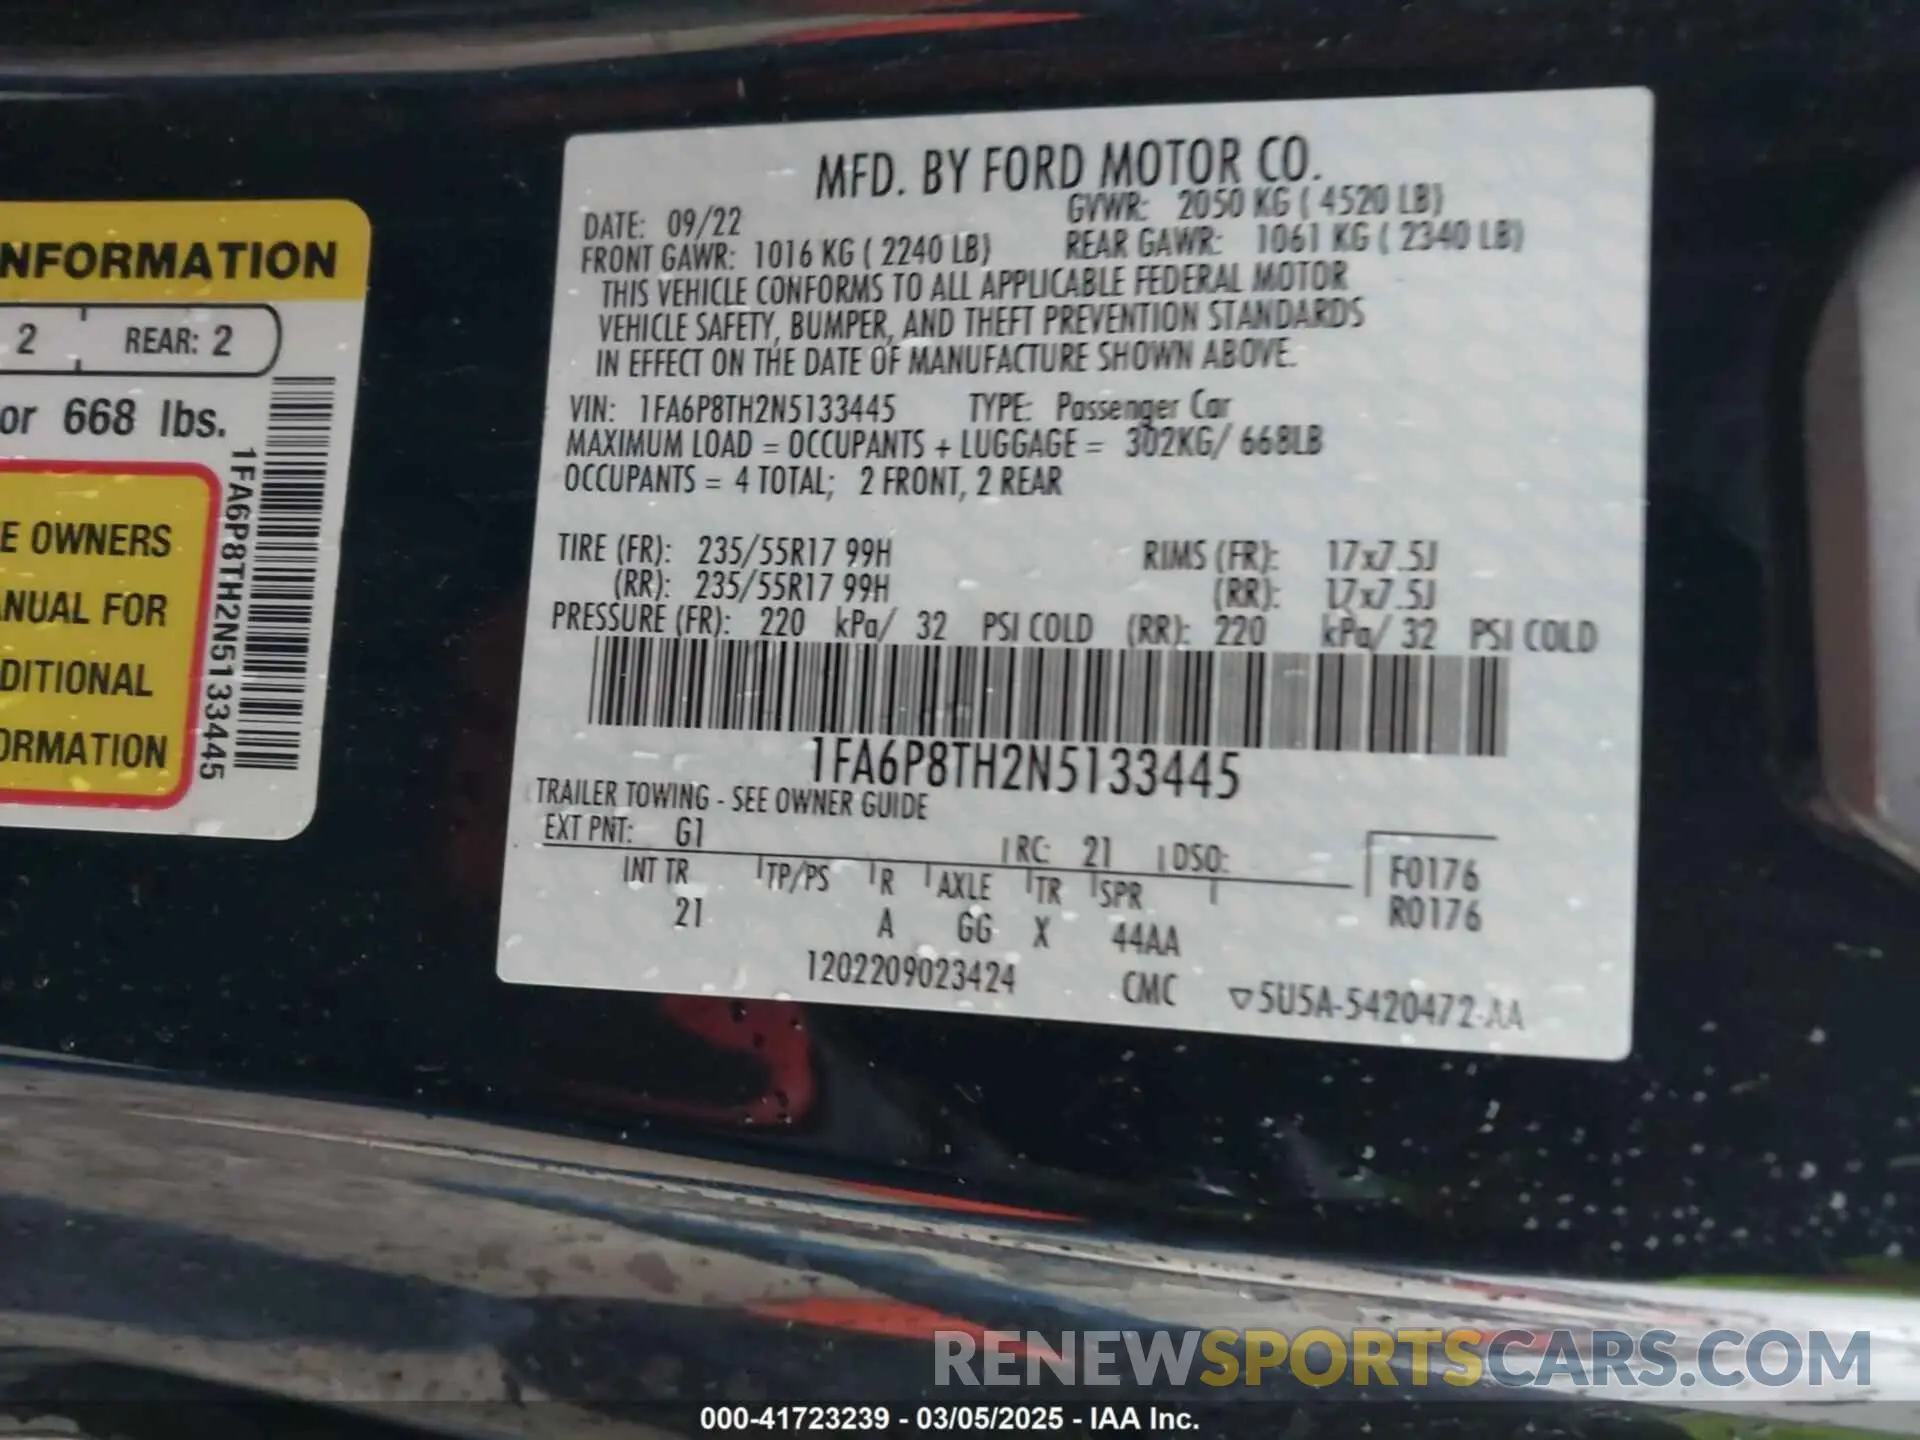 NFORMATION
2 REAR: 2
or 668 lbs.
E OWNERS
ANUAL FOR
DITIONAL
ORMATION
1FA6P8TH2N5133445
MFD. BY FORD MOTOR CO.
DATE: 09/22 GVWR: 2050 KG ( 4520 LB)
FRONT GAWR: 1016 KG ( 2240 LB) REAR GAWR: 1061 KG ( 2340 LB)
THIS VEHICLE CONFORMS TO ALL APPLICABLE FEDERAL MOTOR
VEHICLE SAFETY, BUMPER, AND THEFT PREVENTION STANDARDS
IN EFFECT ON THE DATE OF MANUFACTURE SHOWN ABOVE.
VIN: 1FA6P8TH2N5133445 TYPE: Passenger Car
MAXIMUM LOAD = OCCUPANTS + LUGGAGE = 302KG/ 668LB
OCCUPANTS = 4 TOTAL; 2 FRONT, 2 REAR
TIRE (FR): 235/55R17 99H RIMS (FR): 17x7.5J
(RR): 235/55R17 99H (RR): 17x7.5J
PRESSURE (FR): 220 kPa/ 32 PSI COLD (RR): 220 kPa/ 32 PSI COLD
1FA6P8TH2N5133445
TRAILER TOWING - SEE OWNER GUIDE
EXT PNT: G1 RC: 21 DSO:
INT TR TP/PS R AXLE TR SPR F0176
21 A GG X 44AA R0176
1202209023424 CMC ▽5U5A-5420472-AA
RENEWSPORTSCARS.COM
000-41723239 - 03/05/2025 - IAA Inc.